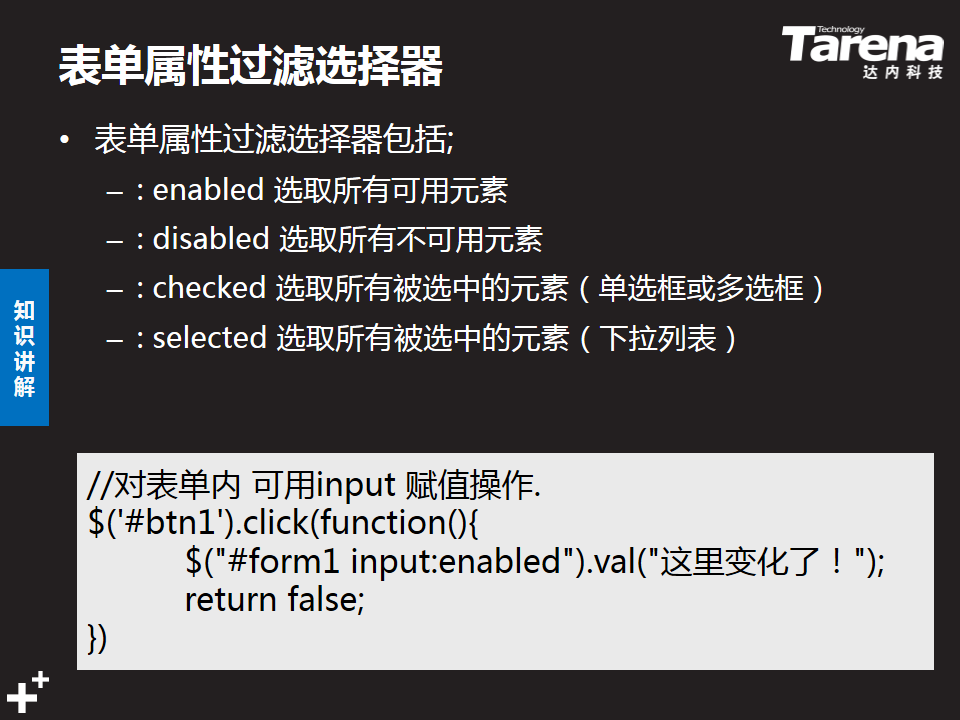 表单属性过滤选择器
Technology
Tarena
达内科技
• 表单属性过滤选择器包括;
– : enabled 选取所有可用元素
– : disabled 选取所有不可用元素
– : checked 选取所有被选中的元素（单选框或多选框）
– : selected 选取所有被选中的元素（下拉列表）
知识讲解
//对表单内 可用input 赋值操作.
$('#btn1').click(function(){
$("#form1 input:enabled").val("这里变化了！");
return false;
})